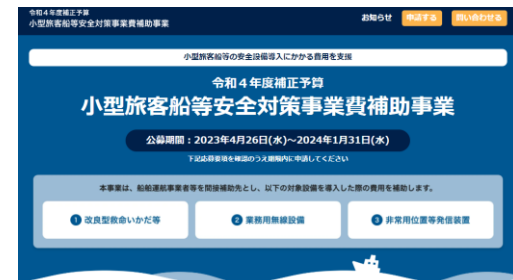 令和4年度補正予算
小型旅客船等安全対策事業費補助事業
お知らせ 申請する 問い合わせる
小型旅客船等の安全設備導入にかかる費用を支援
令和4年度補正予算
小型旅客船等安全対策事業費補助事業
公募期間：2023年4月26日(水)～2024年1月31日(水)
下記応募要領を確認のうえ期限内に申請してください
本事業は、船舶運航事業者等を間接補助先とし、以下の対象設備を導入した際の費用を補助します。
1 改良型救命いかだ等 2 業務用無線設備 3 非常用位置等発信装置